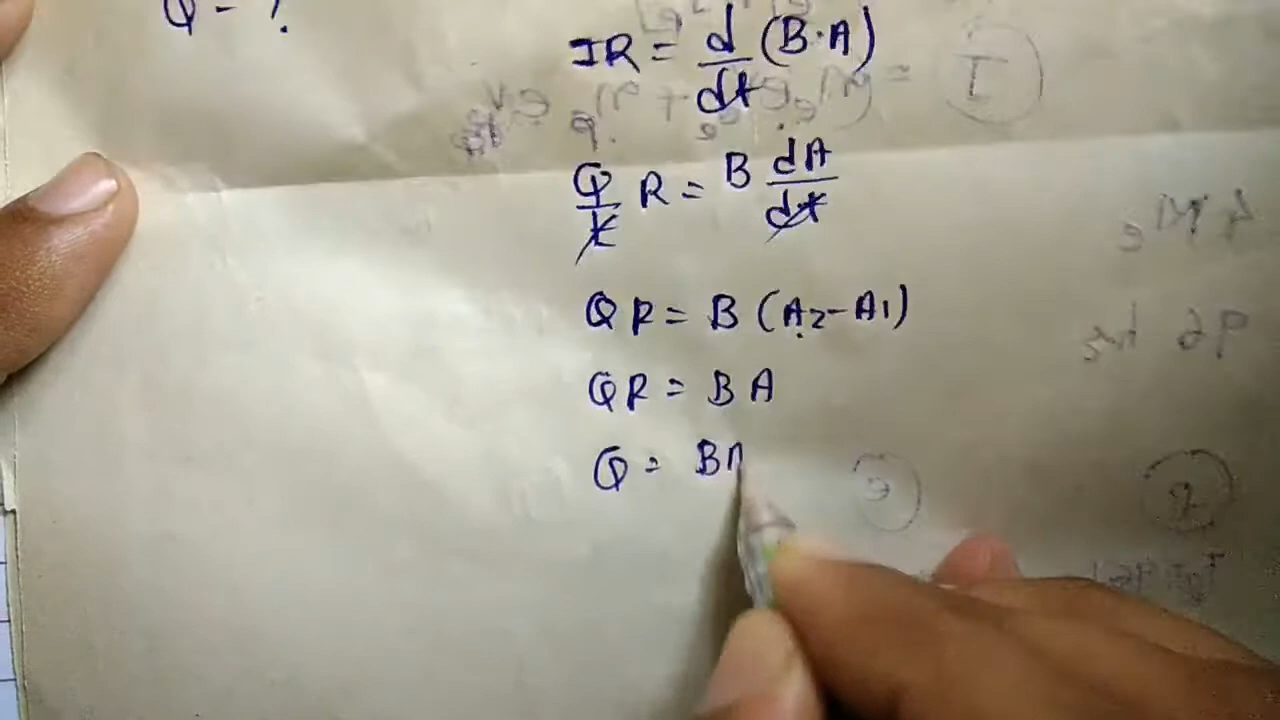 Q = ?
IR = d/dt (B·A)
Q/t R = B dA/dt
QR = B (A2-A1)
QR = BA
Q = BA